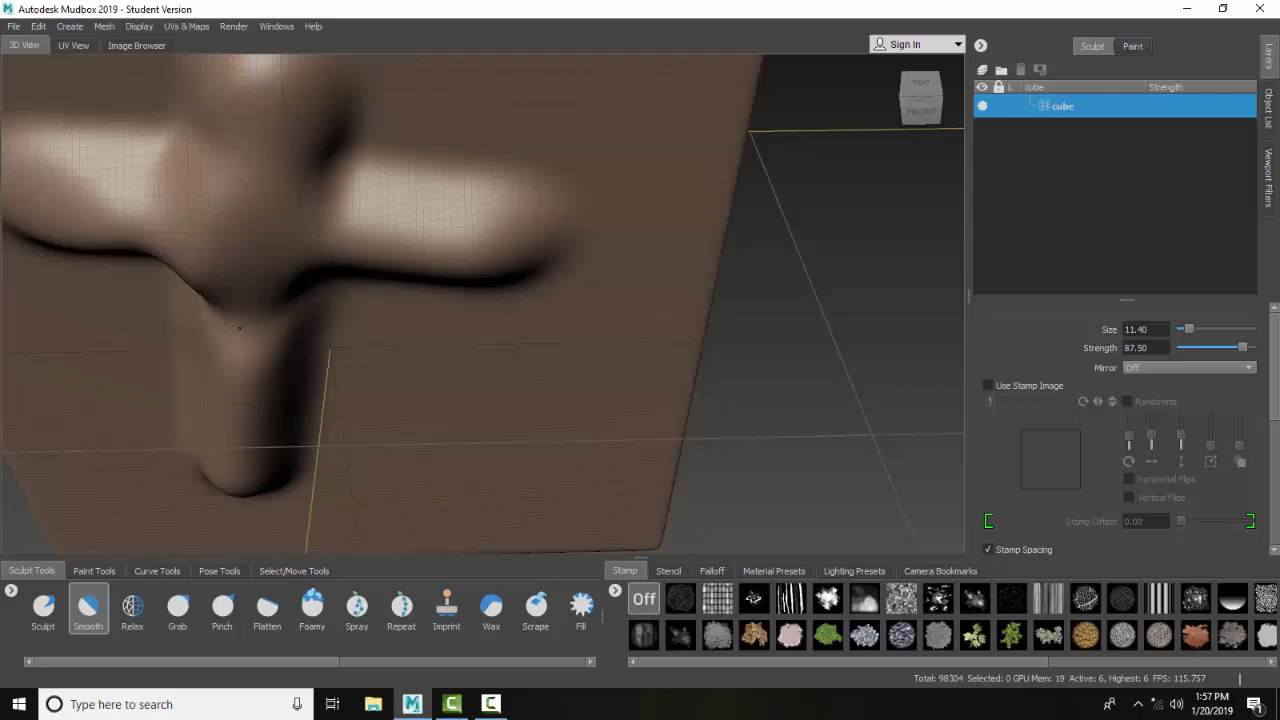 Autodesk Mudbox 2019 - Student Version
File Edit Create Mesh Display UVs & Maps Render Windows Help
3D View UV View Image Browser Sign In Sculpt Paint
Layers
Object List
Viewport Filters
L cube Strength
cube
TOP
FRONT
Size 11.40
Strength 87.50
Mirror Off
Use Stamp Image
Randomize
Horizontal Flips
Vertical Flips
Stamp Offset 0.00
Stamp Spacing
Sculpt Tools Paint Tools Curve Tools Pose Tools Select/Move Tools
Stamp Stencil Falloff Material Presets Lighting Presets Camera Bookmarks
Off
Sculpt Smooth Relax Grab Pinch Flatten Foamy Spray Repeat Imprint Wax Scrape Fill
Total: 98304 Selected: 0 GPU Mem: 19 Active: 6, Highest: 6 FPS: 115.757
Type here to search
1:57 PM
1/20/2019
1